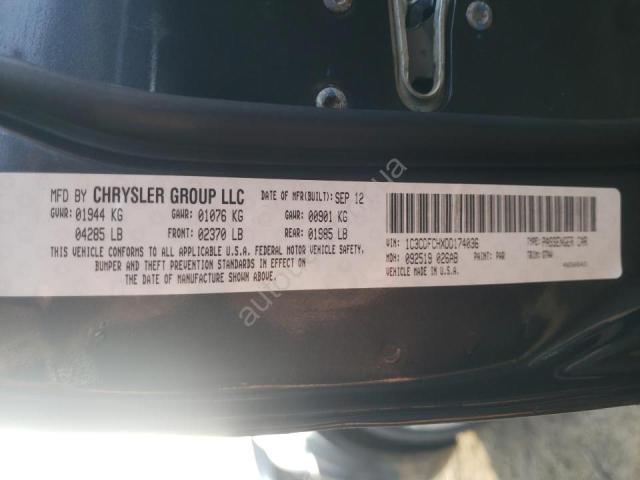 MFD BY CHRYSLER GROUP LLC DATE OF MFR(BUILT): SEP 12
GVWR: 01944 KG GAWR: 01076 KG GAWR: 00901 KG
04285 LB FRONT: 02370 LB REAR: 01985 LB
THIS VEHICLE CONFORMS TO ALL APPLICABLE U.S.A. FEDERAL MOTOR VEHICLE SAFETY,
BUMPER AND THEFT PREVENTION STANDARDS IN EFFECT ON
THE DATE OF MANUFACTURE SHOWN ABOVE.
VIN: 1C3CDFCHXDD174036 TYPE: PASSENGER CAR
MDH: 092519 026AB PAINT: PAR TRIM:
VEHICLE MADE IN U.S.A.